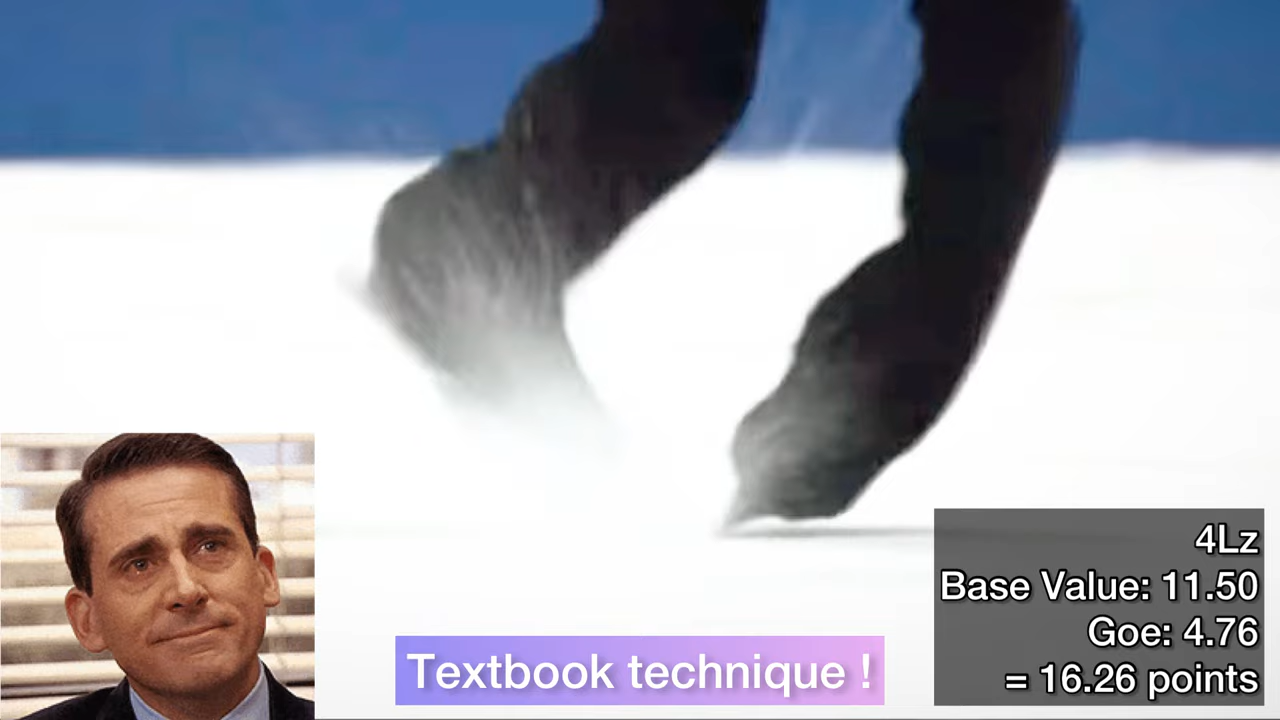 Textbook technique !
4Lz
Base Value: 11.50
Goe: 4.76
= 16.26 points